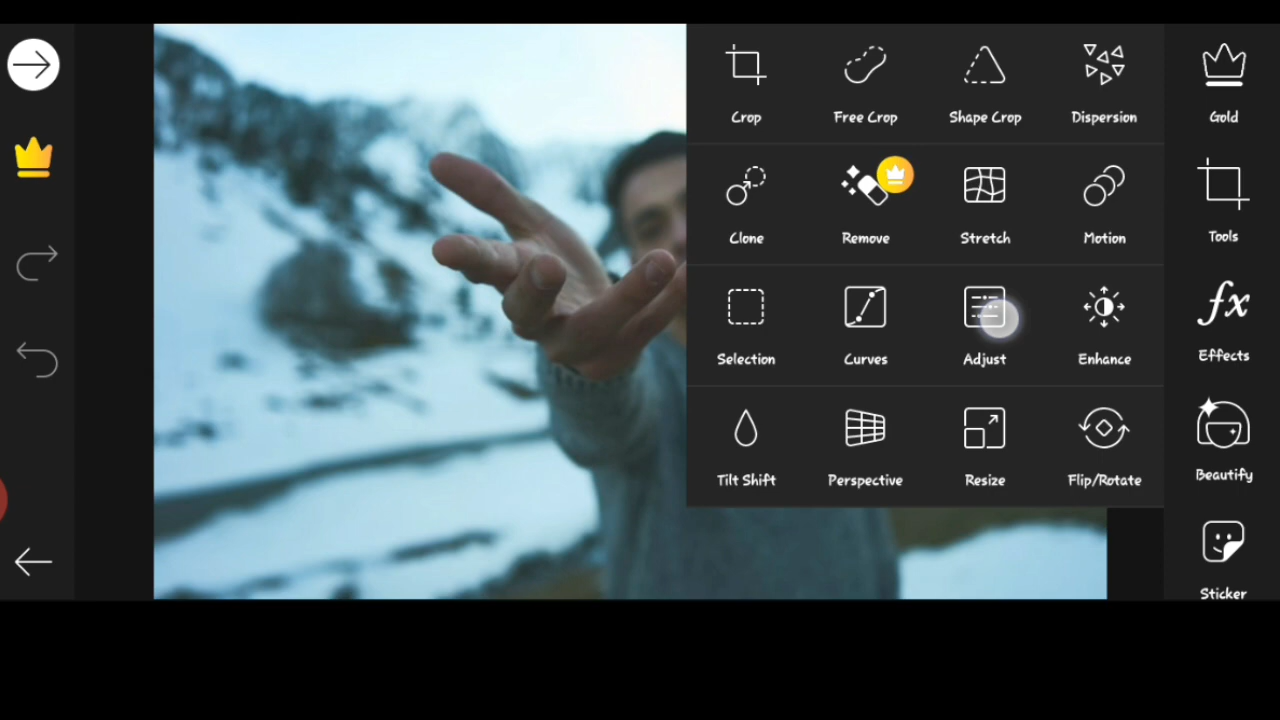 Crop Free Crop Shape Crop Dispersion Gold
Clone Remove Stretch Motion Tools
Selection Curves Adjust Enhance Effects
Tilt Shift Perspective Resize Flip/Rotate Beautify
Sticker